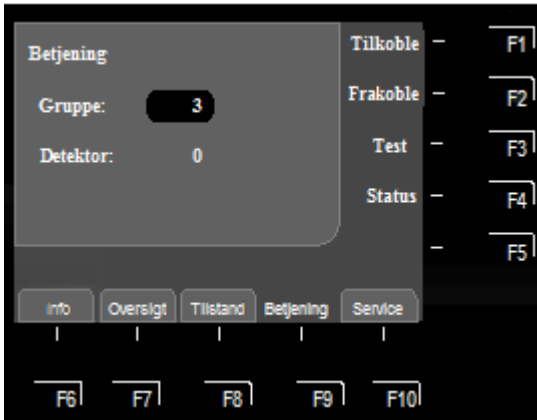 Betjening
Gruppe: 3
Detektor: 0
Tilkoble – F1
Frakoble – F2
Test – F3
Status – F4
– F5
Info Oversigt Tilstand Betjening Service
F6 F7 F8 F9 F10